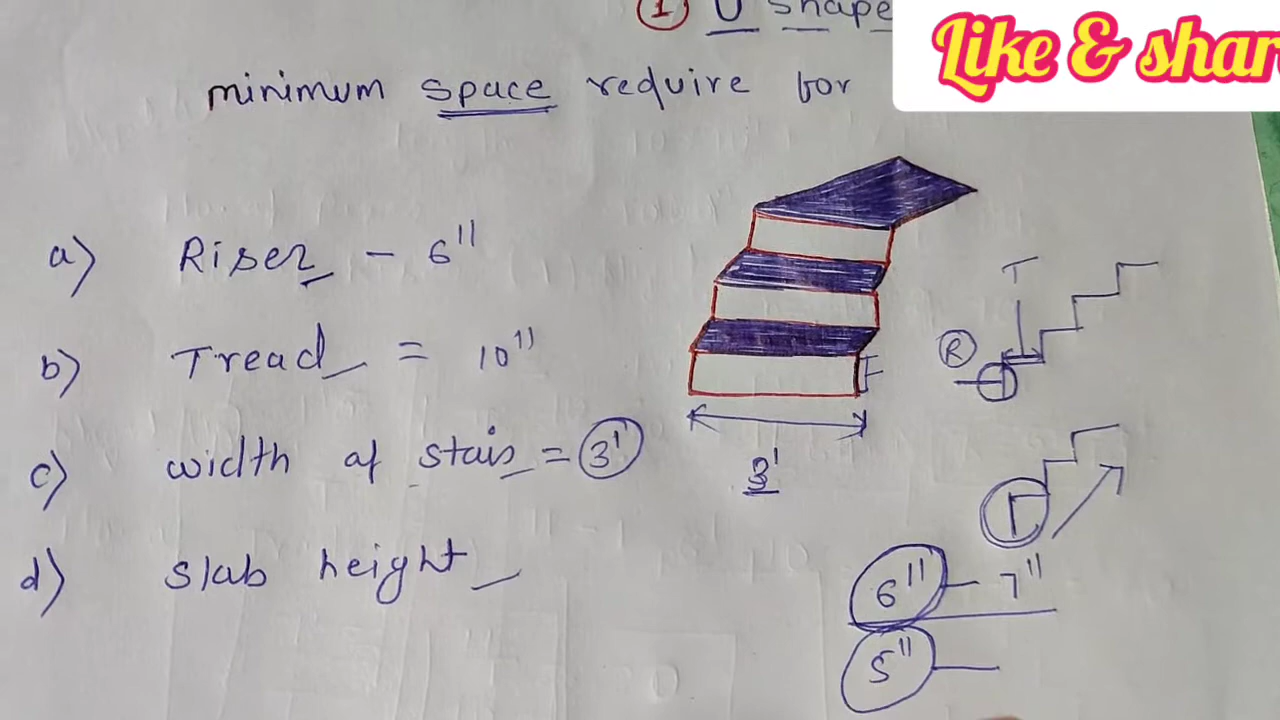 ① U shape
Like & shar
minimum space require for
a) Riser - 6"
b) Tread = 10"
c) width of stais = 3'
d) Slab height
3'
T
R
6" - 7"
5"